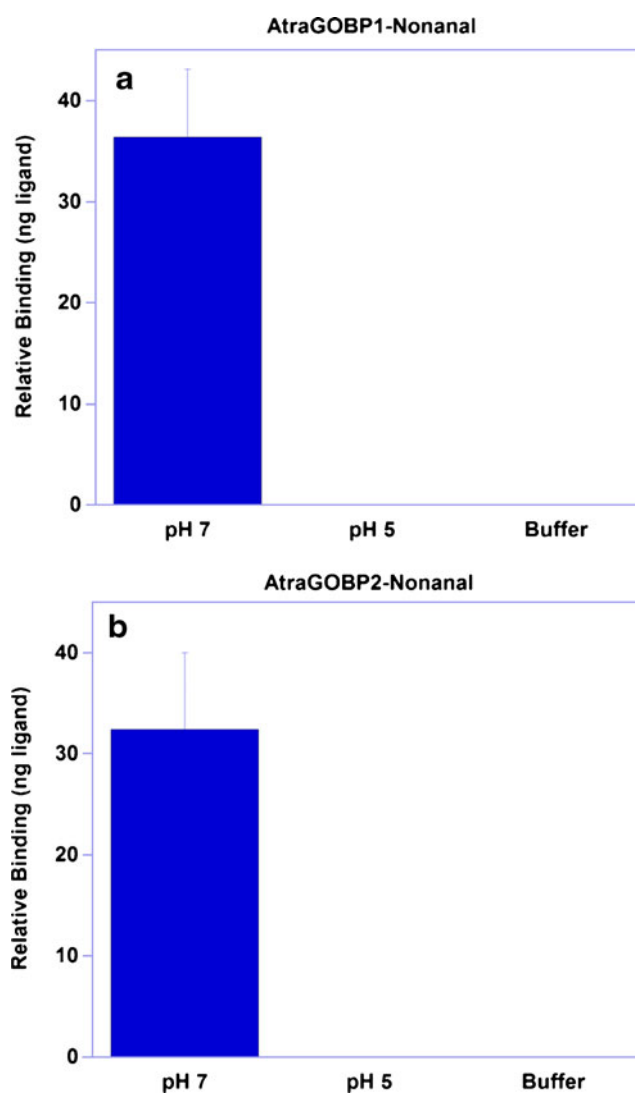 AtraGOBP1-Nonanal
a
Relative Binding (ng ligand)
40
30
20
10
0
pH 7 pH 5 Buffer
AtraGOBP2-Nonanal
b
Relative Binding (ng ligand)
40
30
20
10
0
pH 7 pH 5 Buffer